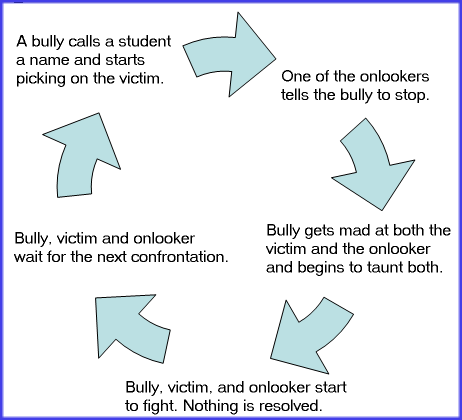 A bully calls a student
a name and starts
picking on the victim.
One of the onlookers
tells the bully to stop.
Bully gets mad at both the
victim and the onlooker
and begins to taunt both.
Bully, victim, and onlooker start
to fight. Nothing is resolved.
Bully, victim and onlooker
wait for the next confrontation.